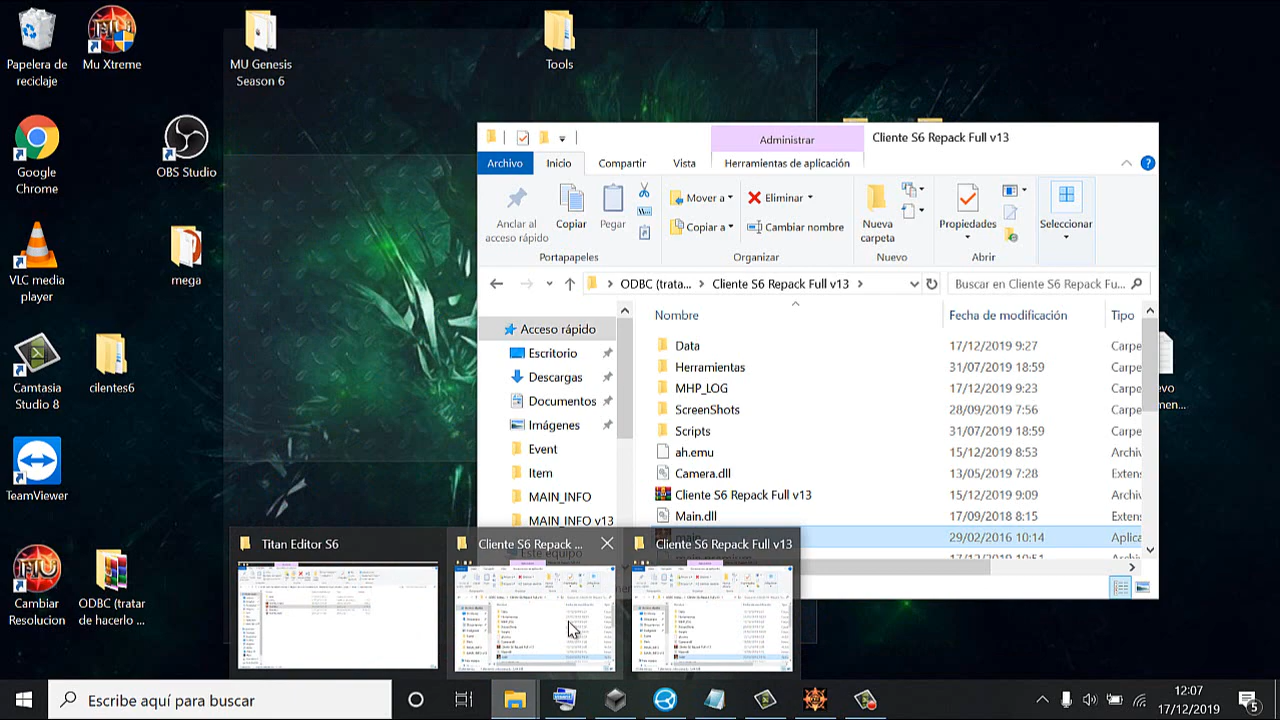 Papelera de
reciclaje
Mu Xtreme
MU Genesis
Season 6
Tools
Google
Chrome
OBS Studio
VLC media
player
mega
Camtasia
Studio 8
cilentes6
TeamViewer
ODBC (tratar
hacerlo ...
Administrar
Cliente S6 Repack Full v13
Archivo
Inicio
Compartir
Vista
Herramientas de aplicación
Anclar al
acceso rápido
Copiar
Pegar
Mover a
Copiar a
Eliminar
Cambiar nombre
Nueva
carpeta
Propiedades
Seleccionar
Portapapeles
Organizar
Nuevo
Abrir
ODBC (trata...
Cliente S6 Repack Full v13
Buscar en Cliente S6 Repack Fu...
Nombre
Fecha de modificación
Tipo
Acceso rápido
Escritorio
Descargas
Documentos
Imágenes
Event
Item
MAIN_INFO
MAIN_INFO v13
Este equipo
Data 17/12/2019 9:27 Carpe
Herramientas 31/07/2019 18:59 Carpe
MHP_LOG 17/12/2019 9:23 Carpe
ScreenShots 28/09/2019 7:56 Carpe
Scripts 31/07/2019 18:59 Carpe
ah.emu 15/12/2019 8:53 Archi
Camera.dll 13/05/2019 7:28 Exten
Cliente S6 Repack Full v13 15/12/2019 9:09 Archi
Main.dll 17/09/2018 8:15 Exten
main 29/02/2016 10:14 Aplica
Titan Editor S6
Cliente S6 Repack ...
Cliente S6 Repack Full v13
Escribe aquí para buscar
12:07
17/12/2019
5